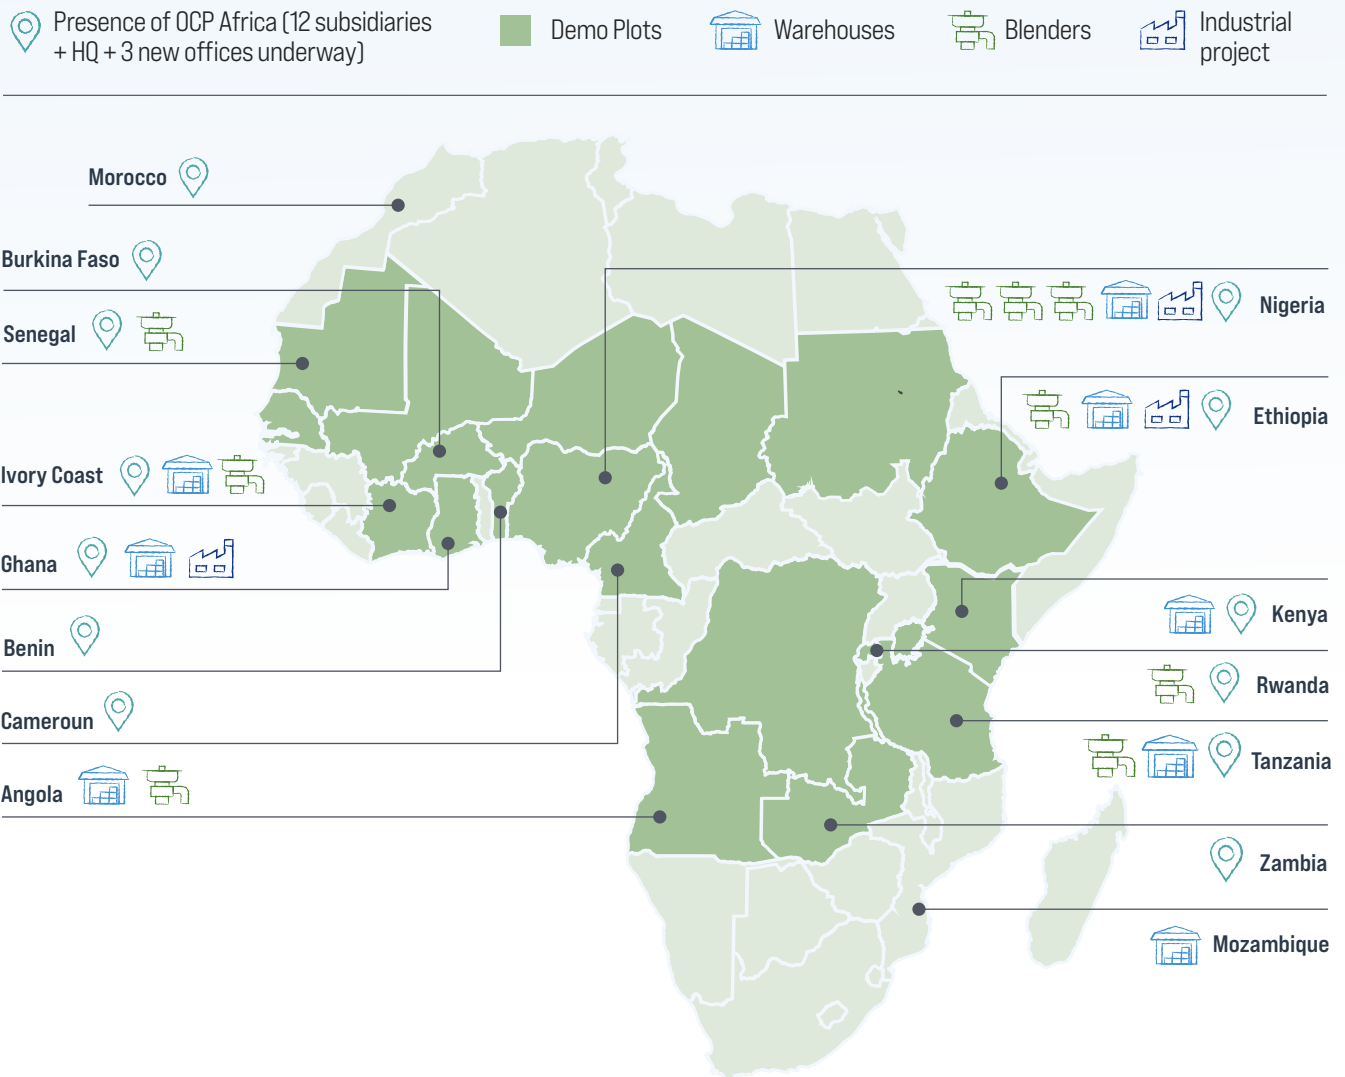 Presence of OCP Africa (12 subsidiaries
+ HQ + 3 new offices underway)
Demo Plots
Warehouses
Blenders
Industrial
project
Morocco
Burkina Faso
Senegal
Ivory Coast
Ghana
Benin
Cameroun
Angola
Nigeria
Ethiopia
Kenya
Rwanda
Tanzania
Zambia
Mozambique